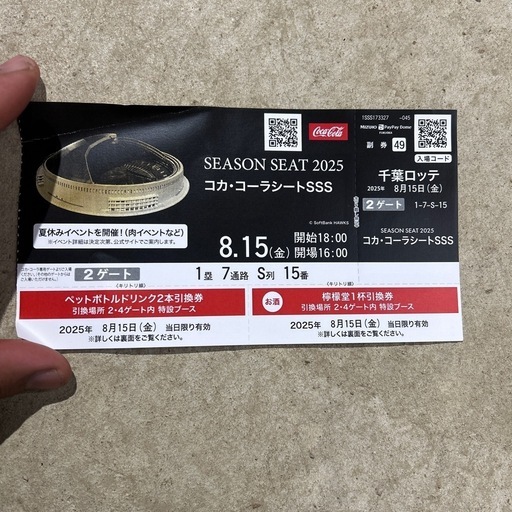 1SSS173327 -045
Coca-Cola
MIZUHO PayPay Dome
FUKUOKA
副 券 49
入場コード
SEASON SEAT 2025
コカ・コーラシートSSS
千葉ロッテ
2025年 8月15日(金)
2ゲート 1-7-S-15
© SoftBank HAWKS
夏休みイベントを開催!(肉イベントなど)
※イベント詳細は決定次第、公式サイトでご案内します。
8.15(金) 開始18:00
開場16:00
SEASON SEAT 2025
コカ・コーラシートSSS
2ゲート
1塁 7通路 S列 15番
《キリトリ線》
《キリトリ線》
ペットボトルドリンク2本引換券
引換場所 2・4ゲート内 特設ブース
2025年 8月15日(金) 当日限り有効
※詳しくは裏面をご覧ください。
お酒
檸檬堂1杯引換券
引換場所 2・4ゲート内 特設ブース
2025年 8月15日(金) 当日限り有効
※詳しくは裏面をご覧ください。